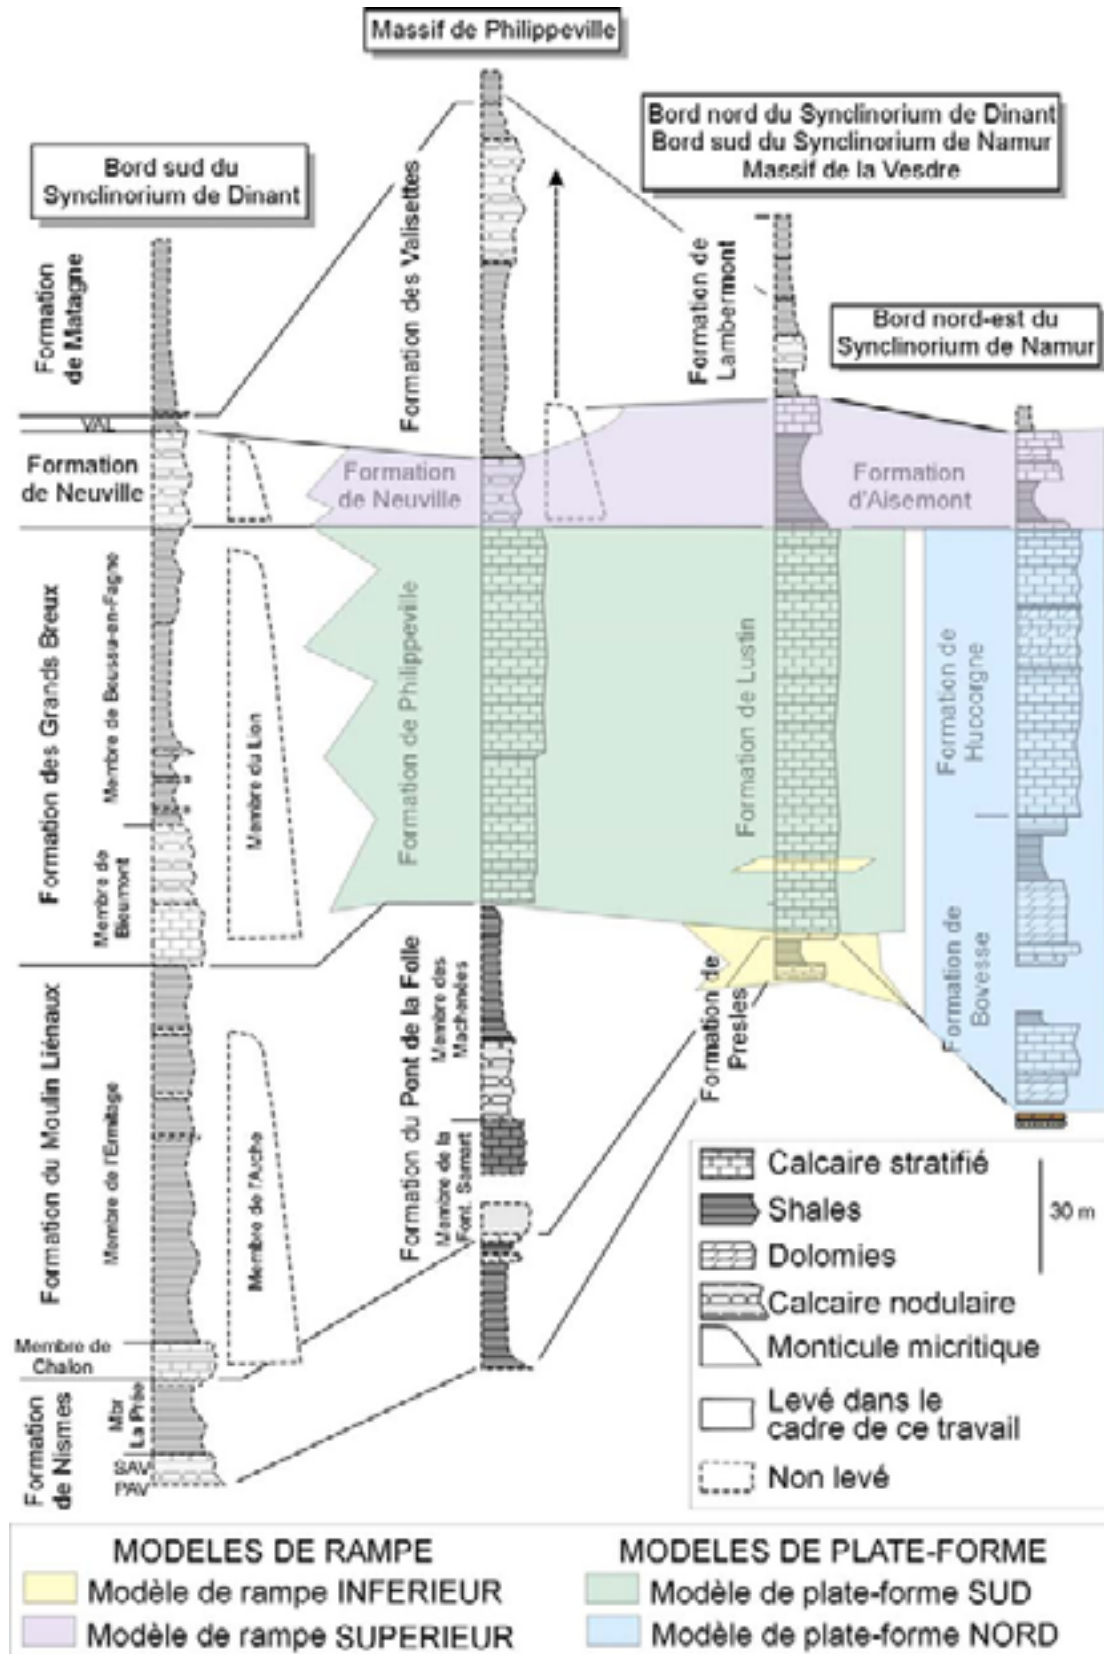 Massif de Philippeville
Bord nord du Synclinorium de Dinant
Bord sud du Synclinorium de Namur
Massif de la Vesdre
Bord sud du
Synclinorium de Dinant
Bord nord-est du
Synclinorium de Namur
Formation
de Matagne
VAL
Formation
de Neuville
Formation des Grands Breux
Membre de Boussu-en-Fagne
Membre de
Bieumont
Membre du Lion
Formation du Moulin Liénaux
Membre de l'Ermitage
Membre de l'Arche
Membre de
Chalon
Formation
de Nismes
Mbr
La Prée
SAV
PAV
Formation des Valisettes
Formation
de Neuville
Formation de Philippeville
Formation du Pont de la Folle
Membre des
Machenées
Membre de la
Font. Samart
Formation de
Lambermont
Formation
d'Aisemont
Formation de Lustin
Formation de
Presles
Formation de
Huccorgne
Formation de
Bovesse
Calcaire stratifié
Shales
Dolomies
Calcaire nodulaire
Monticule micritique
Levé dans le
cadre de ce travail
Non levé
30 m
MODELES DE RAMPE
Modèle de rampe INFERIEUR
Modèle de rampe SUPERIEUR
MODELES DE PLATE-FORME
Modèle de plate-forme SUD
Modèle de plate-forme NORD